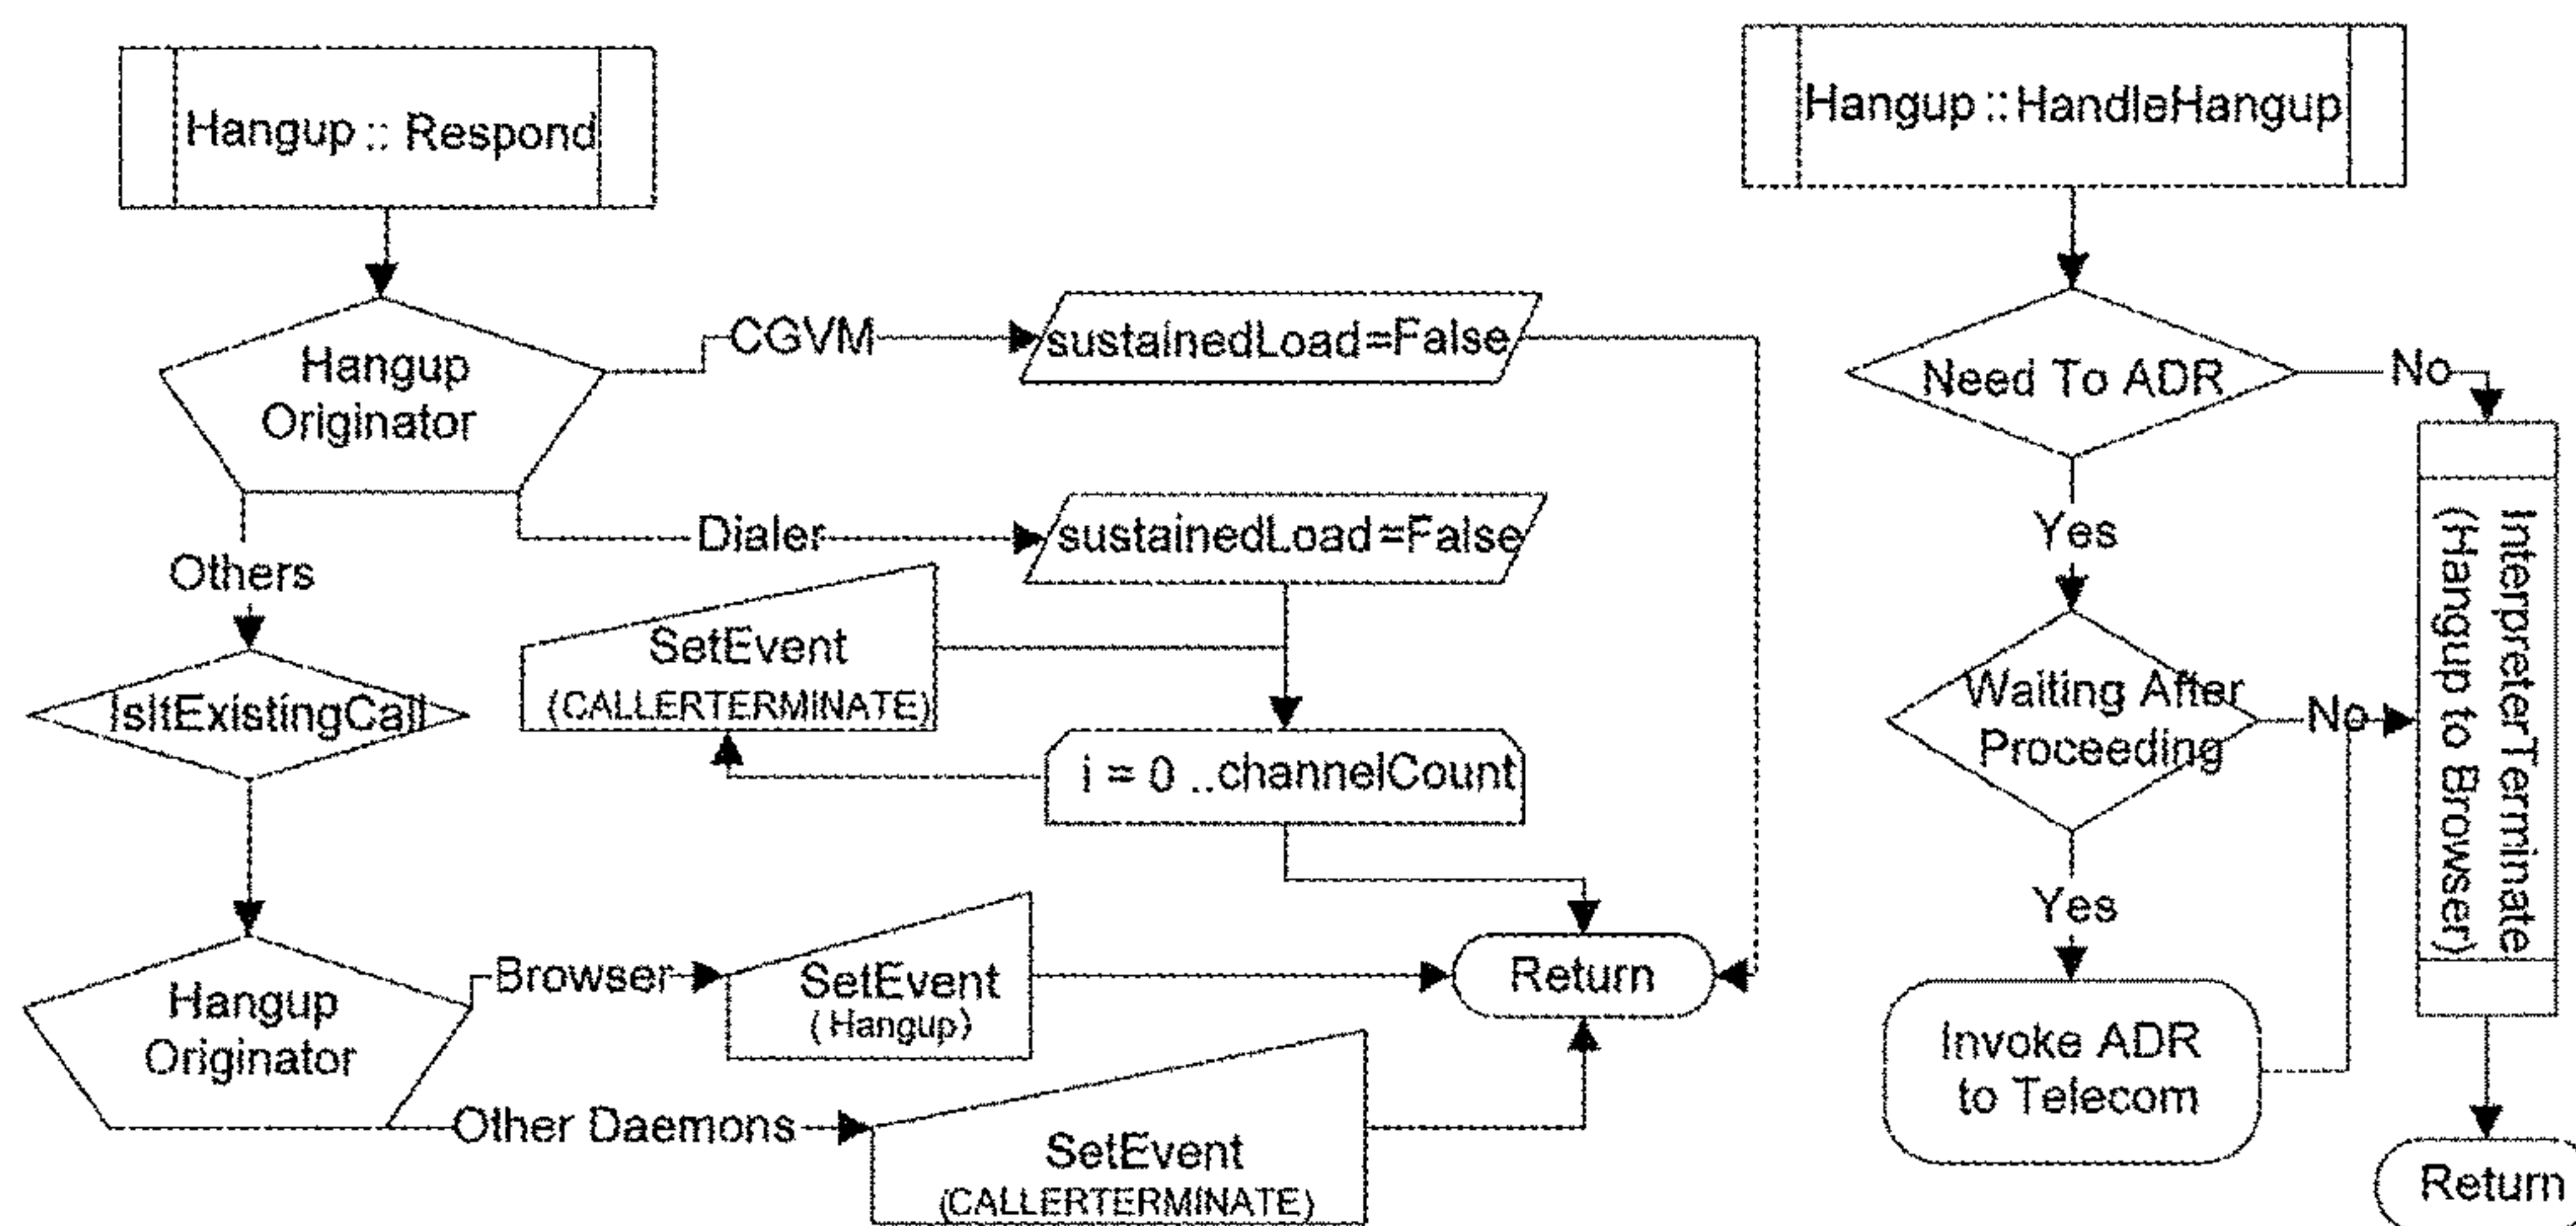 Hangup :: Respond
Hangup
Originator
CGVM
sustainedLoad=False
Dialer
sustainedLoad=False
Others
SetEvent
(CALLERTERMINATE)
IsItExistingCall
i = 0 ..channelCount
Hangup
Originator
Browser
SetEvent
(Hangup)
Return
Other Daemons
SetEvent
(CALLERTERMINATE)
Hangup :: HandleHangup
Need To ADR
No
Yes
Waiting After
Proceeding
No
Yes
Invoke ADR
to Telecom
InterpreterTerminate
(Hangup to Browser)
Return